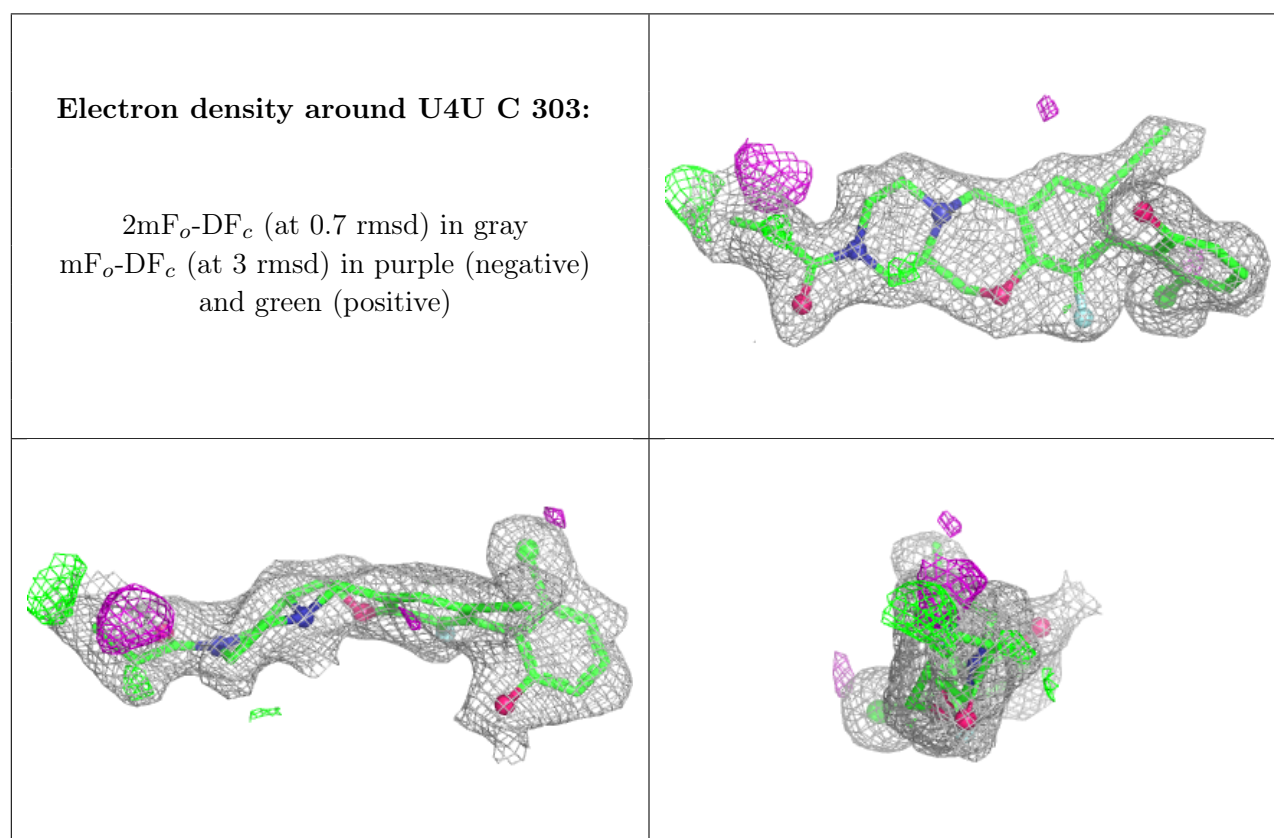 Electron density around U4U C 303:
2mFo-DFc (at 0.7 rmsd) in gray
mFo-DFc (at 3 rmsd) in purple (negative)
and green (positive)